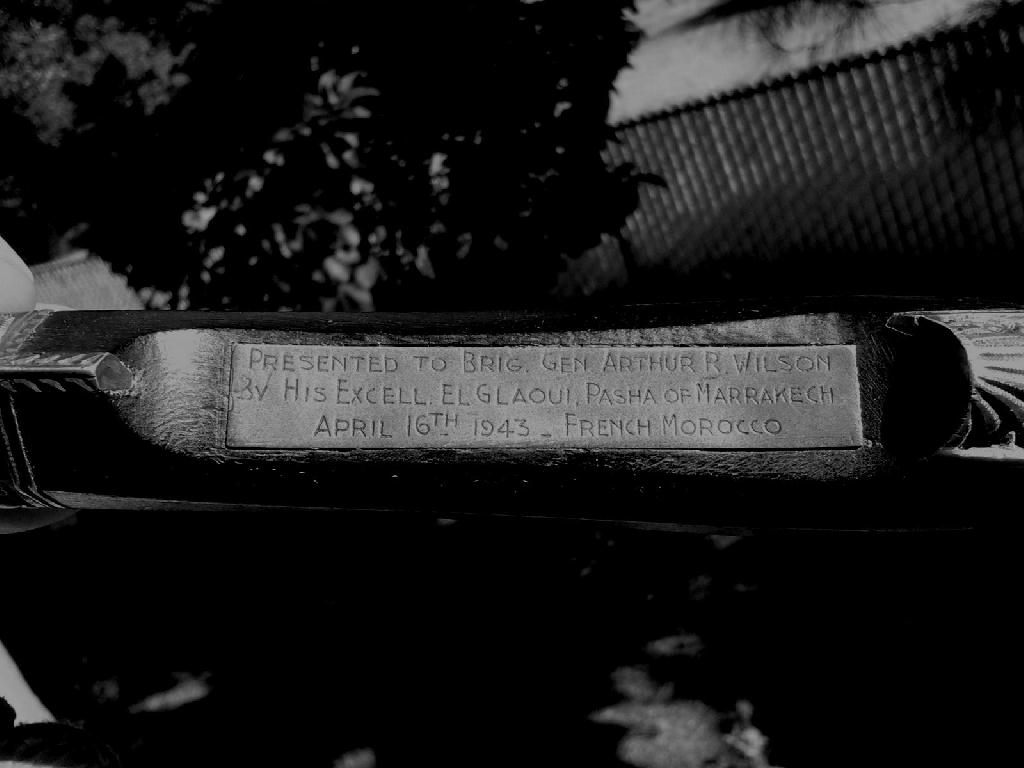 PRESENTED TO BRIG. GEN. ARTHUR R. WILSON
BY HIS EXCELL. EL GLAOUI, PASHA OF MARRAKECH
APRIL 16TH 1943 - FRENCH MOROCCO